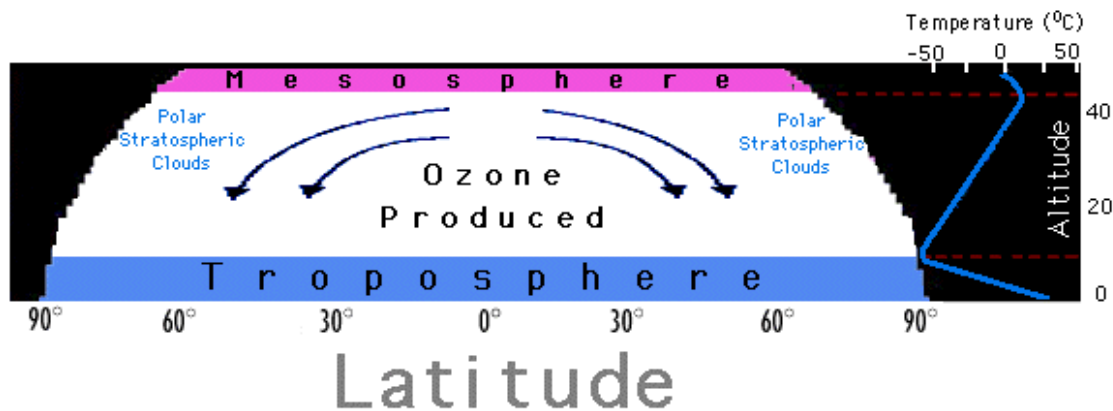 Temperature (⁰C)
-50 0 50
Mesosphere
Polar
Stratospheric
Clouds
Polar
Stratospheric
Clouds
Ozone
Produced
Troposphere
40
20
0
Altitude
90° 60° 30° 0° 30° 60° 90°
Latitude